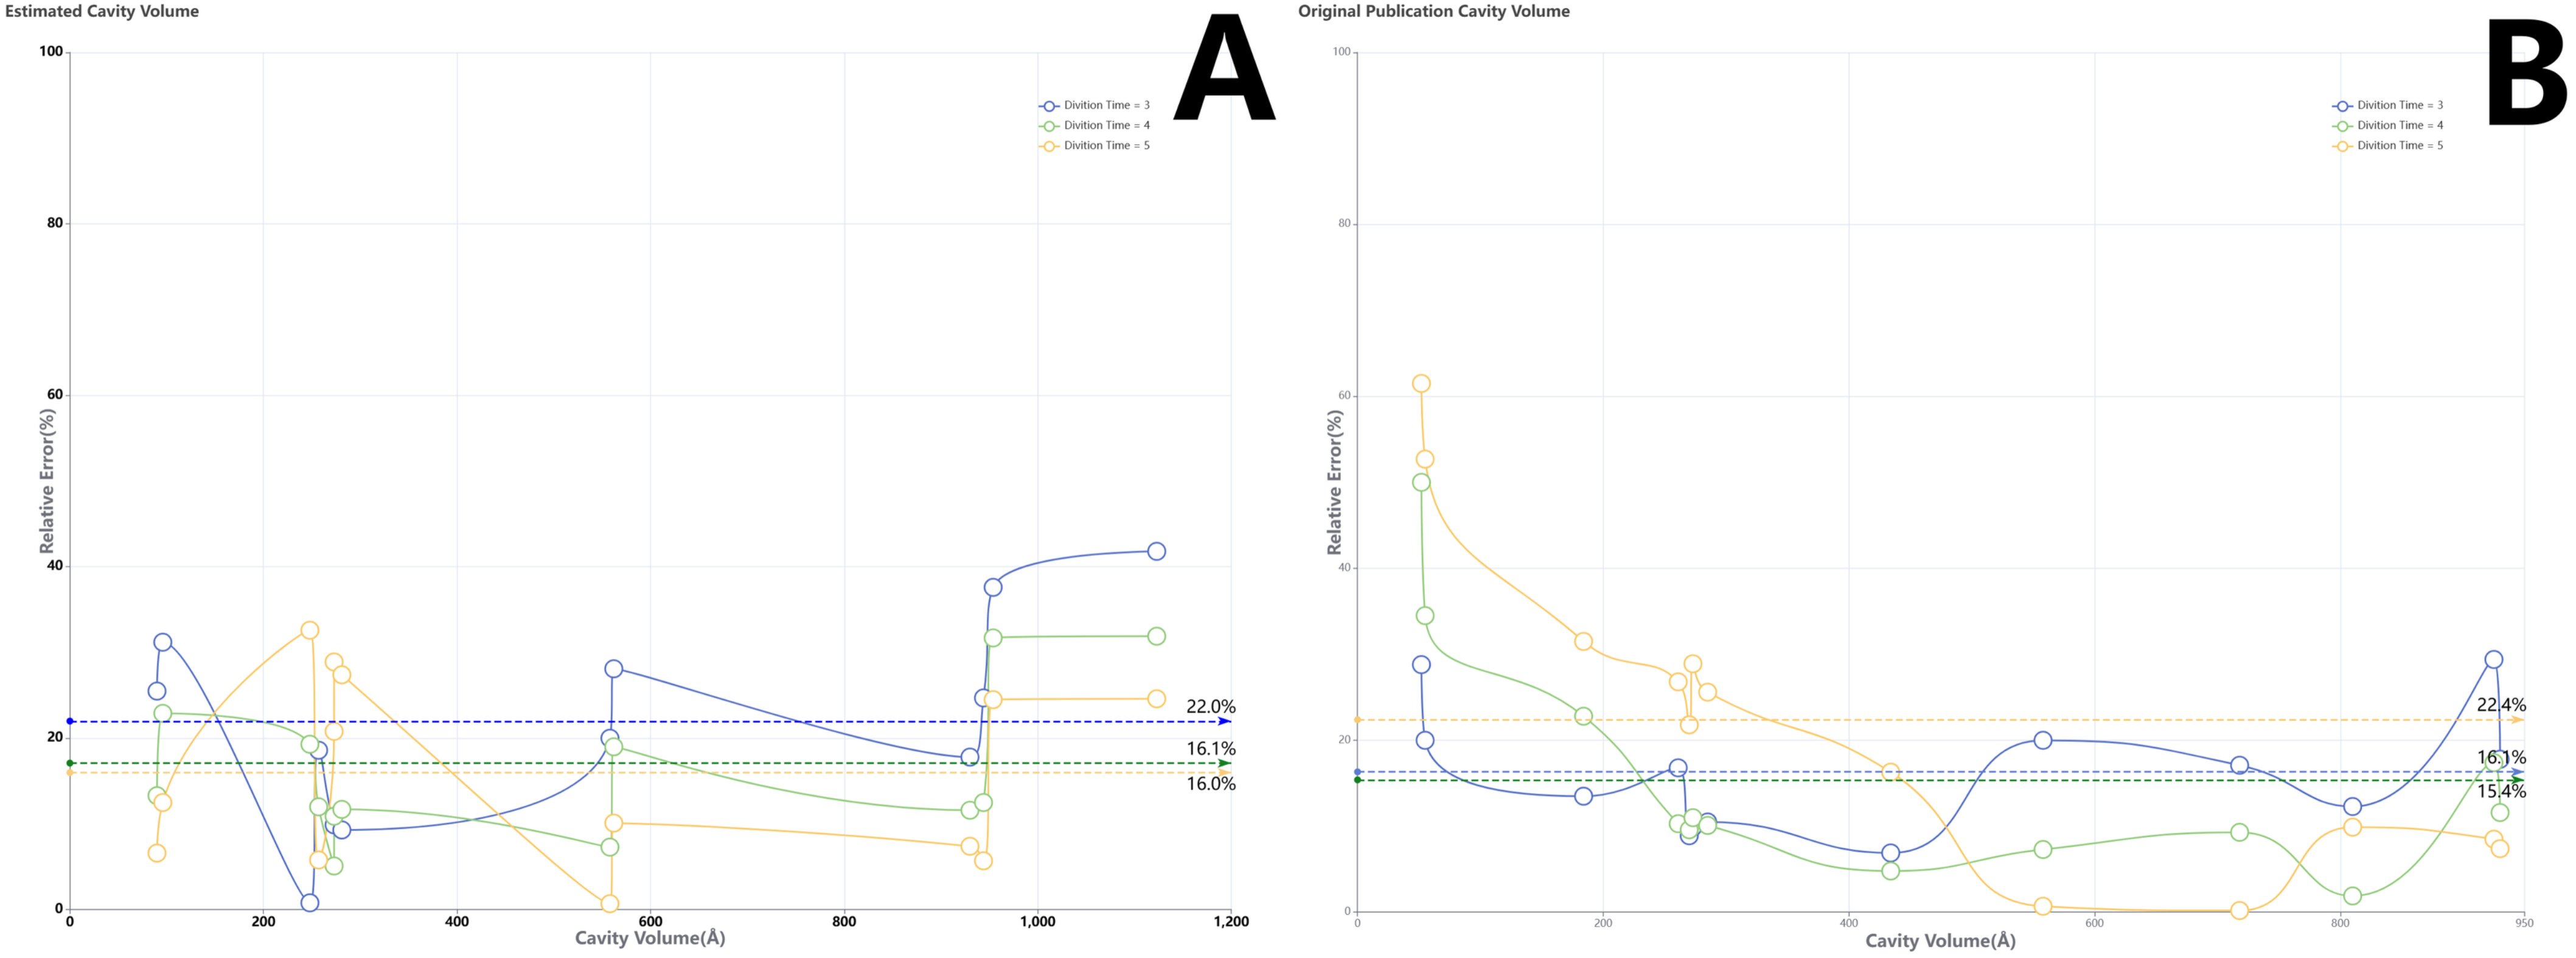 Estimated Cavity Volume
A
100
80
60
40
20
0
Relative Error(%)
Divition Time = 3
Divition Time = 4
Divition Time = 5
22.0%
16.1%
16.0%
0 200 400 600 800 1,000 1,200
Cavity Volume(Å)
Original Publication Cavity Volume
B
100
80
60
40
20
0
Relative Error(%)
Divition Time = 3
Divition Time = 4
Divition Time = 5
22.4%
16.1%
15.4%
0 200 400 600 800 950
Cavity Volume(Å)